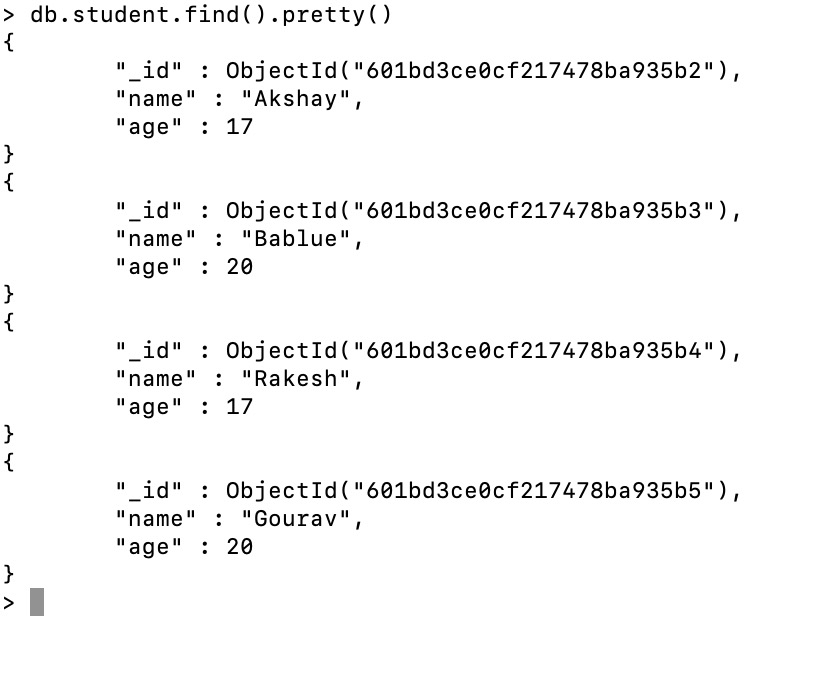 > db.student.find().pretty()
{
        "_id" : ObjectId("601bd3ce0cf217478ba935b2"),
        "name" : "Akshay",
        "age" : 17
}
{
        "_id" : ObjectId("601bd3ce0cf217478ba935b3"),
        "name" : "Bablue",
        "age" : 20
}
{
        "_id" : ObjectId("601bd3ce0cf217478ba935b4"),
        "name" : "Rakesh",
        "age" : 17
}
{
        "_id" : ObjectId("601bd3ce0cf217478ba935b5"),
        "name" : "Gourav",
        "age" : 20
}
>